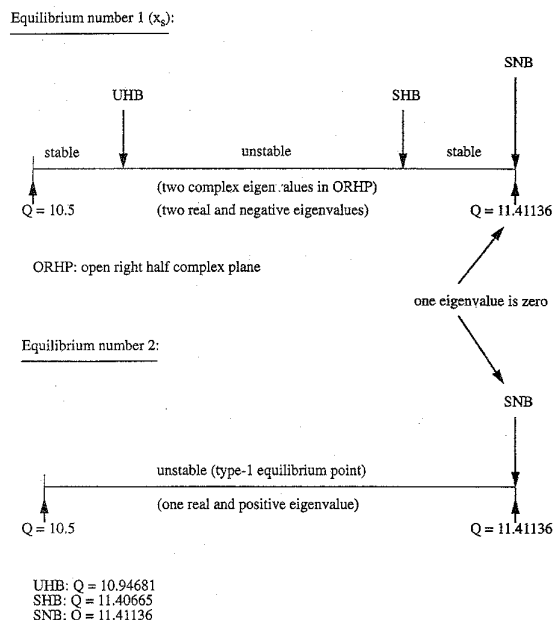 Equilibrium number 1 (xs):
SNB
UHB
SHB
stable
unstable
stable
(two complex eigenvalues in ORHP)
Q = 10.5
(two real and negative eigenvalues)
Q = 11.41136
ORHP: open right half complex plane
one eigenvalue is zero
Equilibrium number 2:
SNB
unstable (type-1 equilibrium point)
(one real and positive eigenvalue)
Q = 10.5
Q = 11.41136
UHB: Q = 10.94681
SHB: Q = 11.40665
SNB: Q = 11.41136